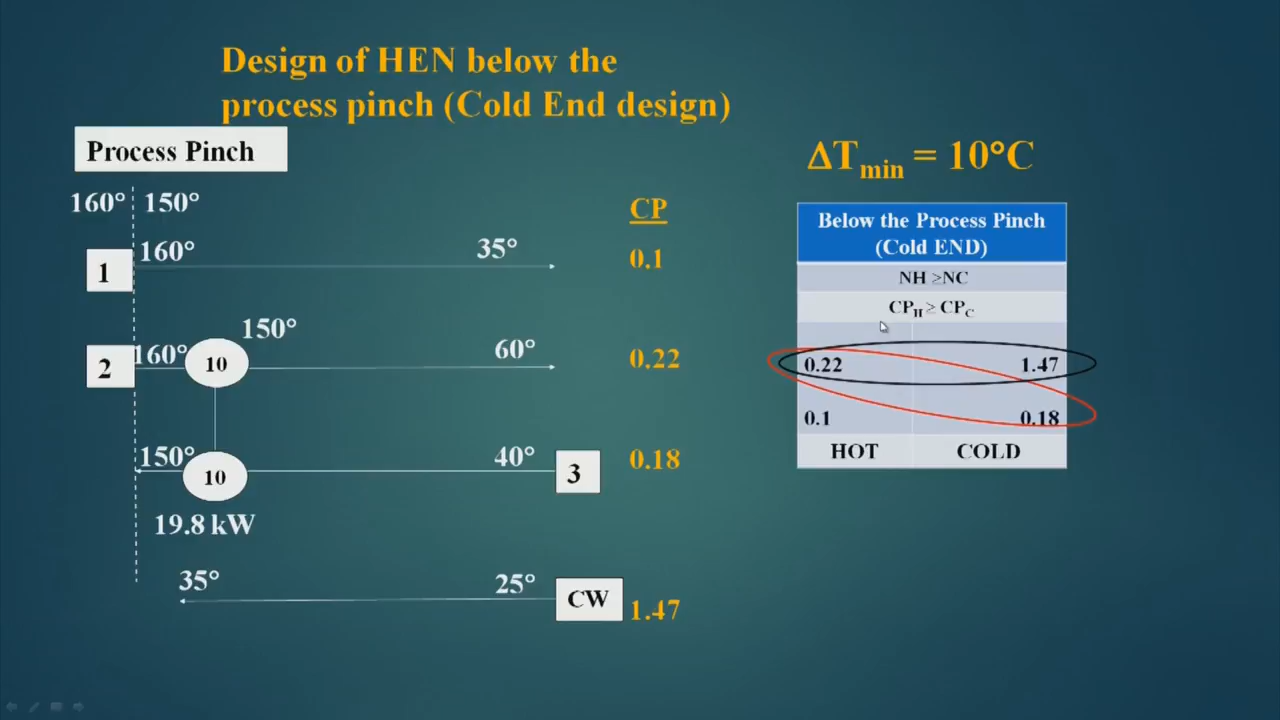 Design of HEN below the
process pinch (Cold End design)
Process Pinch
ΔTmin = 10°C
160° 150°
CP
1 160° 35° 0.1
150°
2 160° 10 60° 0.22
150° 10 40° 3 0.18
19.8 kW
35° 25° CW 1.47
Below the Process Pinch
(Cold END)
NH ≥NC
CPH ≥ CPC
0.22 1.47
0.1 0.18
HOT COLD